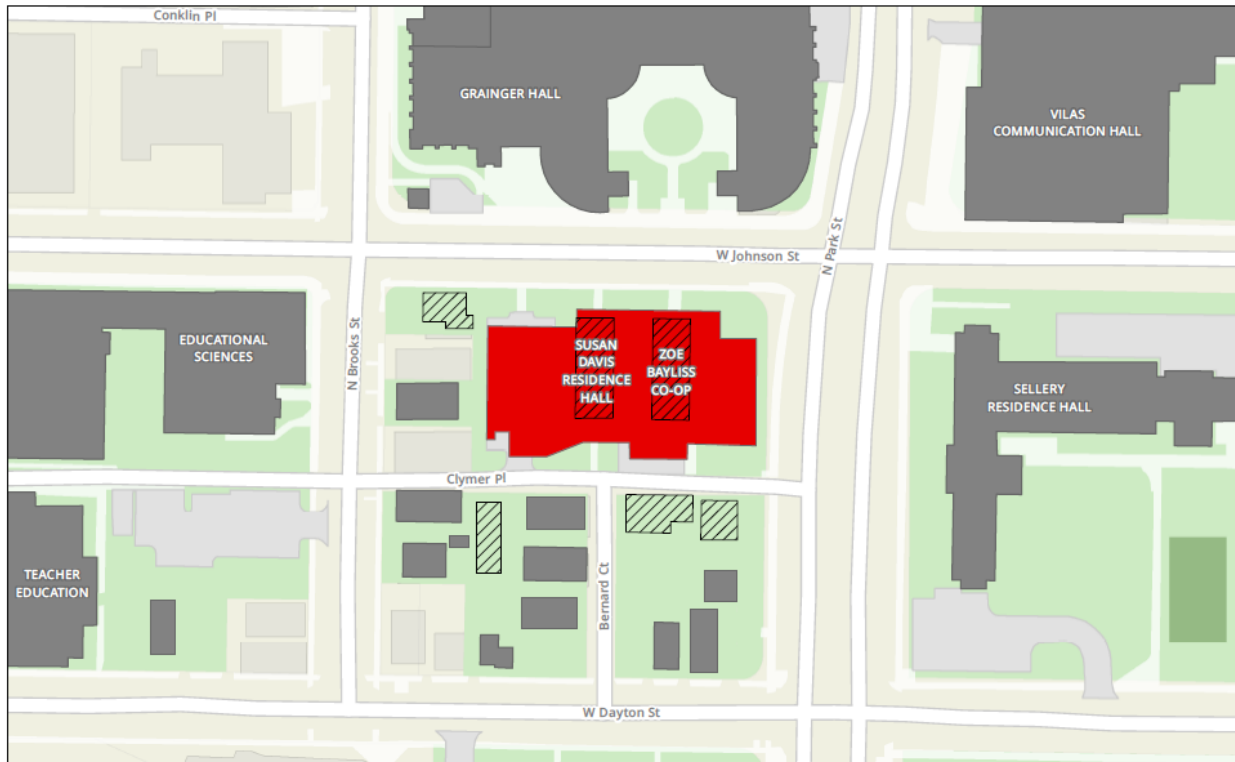 Conklin Pl
GRAINGER HALL
VILAS
COMMUNICATION HALL
W Johnson St
N Park St
EDUCATIONAL
SCIENCES
N Brooks St
SUSAN
DAVIS
RESIDENCE
HALL
ZOE
BAYLISS
CO-OP
SELLERY
RESIDENCE HALL
Clymer Pl
TEACHER
EDUCATION
Bernard Ct
W Dayton St